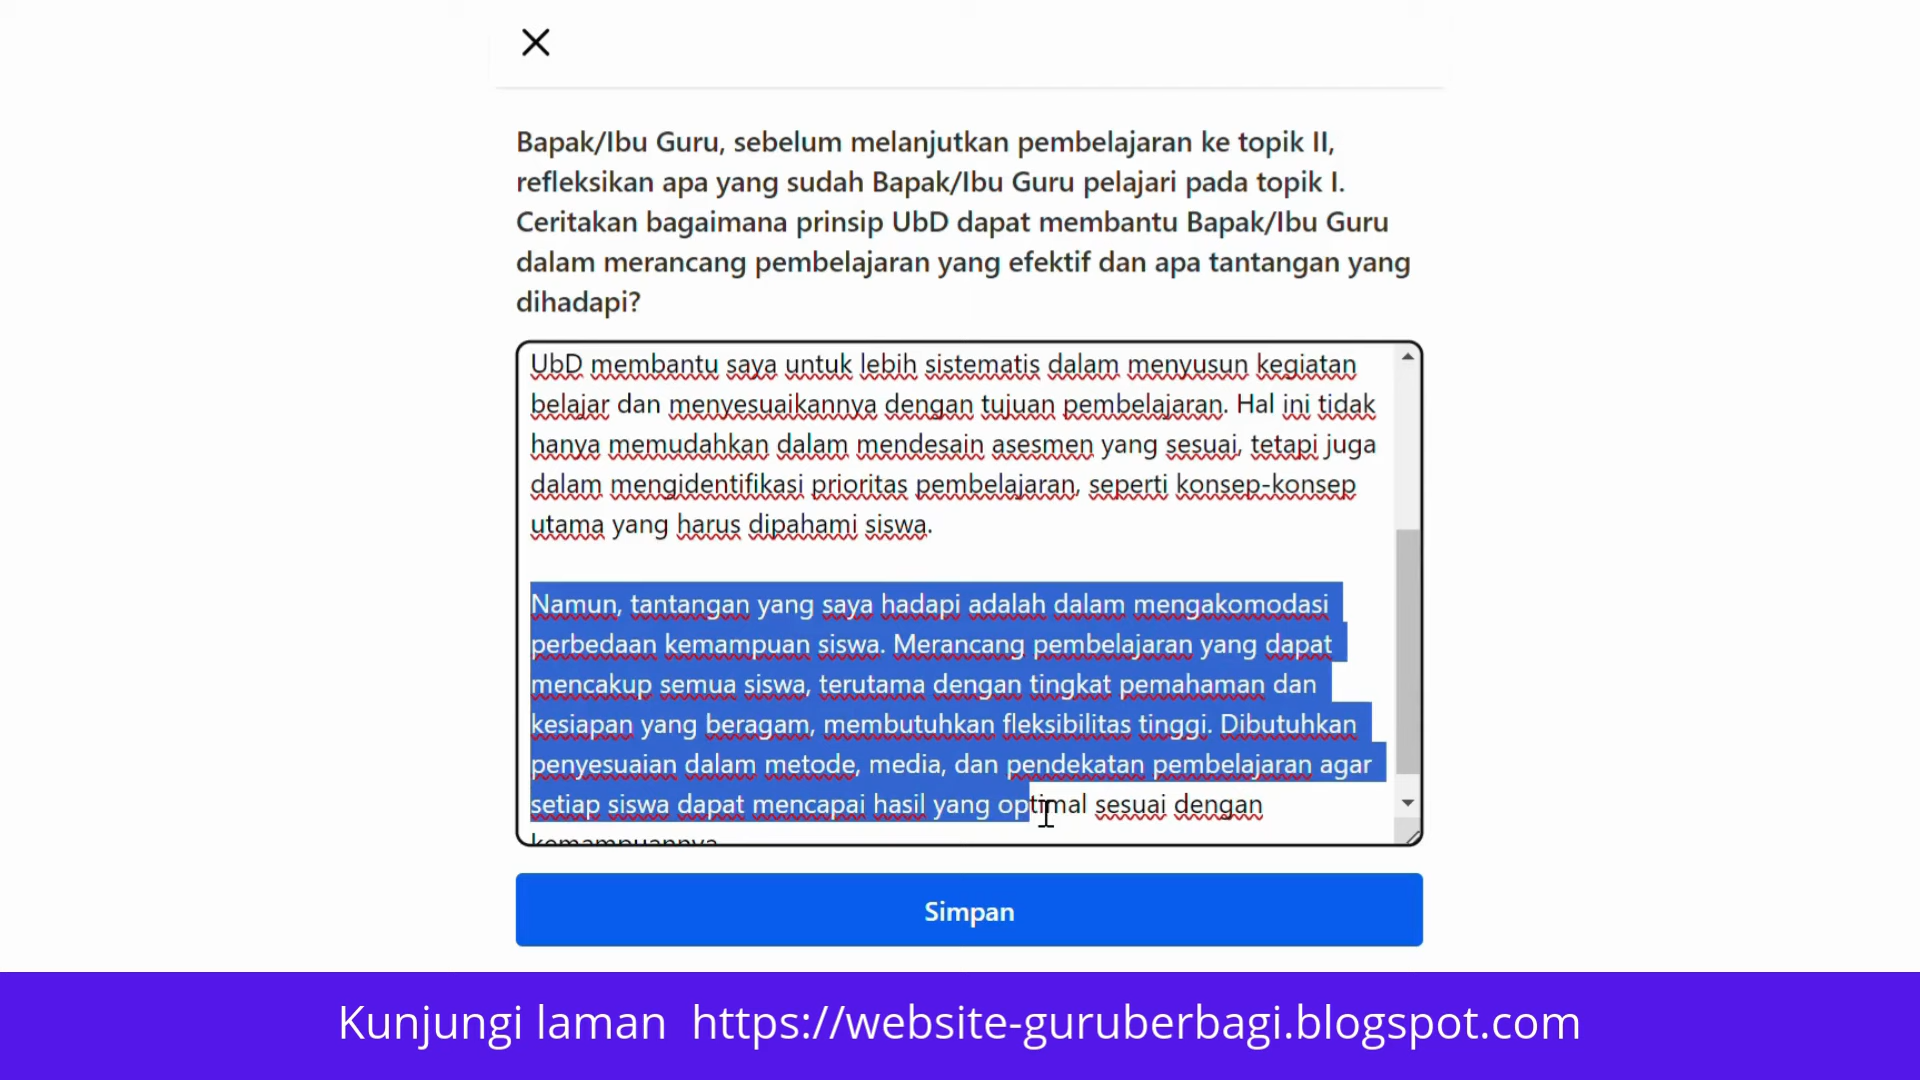 Bapak/Ibu Guru, sebelum melanjutkan pembelajaran ke topik II,
refleksikan apa yang sudah Bapak/Ibu Guru pelajari pada topik I.
Ceritakan bagaimana prinsip UbD dapat membantu Bapak/Ibu Guru
dalam merancang pembelajaran yang efektif dan apa tantangan yang
dihadapi?
UbD membantu saya untuk lebih sistematis dalam menyusun kegiatan
belajar dan menyesuaikannya dengan tujuan pembelajaran. Hal ini tidak
hanya memudahkan dalam mendesain asesmen yang sesuai, tetapi juga
dalam mengidentifikasi prioritas pembelajaran, seperti konsep-konsep
utama yang harus dipahami siswa.
Namun, tantangan yang saya hadapi adalah dalam mengakomodasi
perbedaan kemampuan siswa. Merancang pembelajaran yang dapat
mencakup semua siswa, terutama dengan tingkat pemahaman dan
kesiapan yang beragam, membutuhkan fleksibilitas tinggi. Dibutuhkan
penyesuaian dalam metode, media, dan pendekatan pembelajaran agar
setiap siswa dapat mencapai hasil yang optimal sesuai dengan
kemampuannya.
Simpan
Kunjungi laman https://website-guruberbagi.blogspot.com